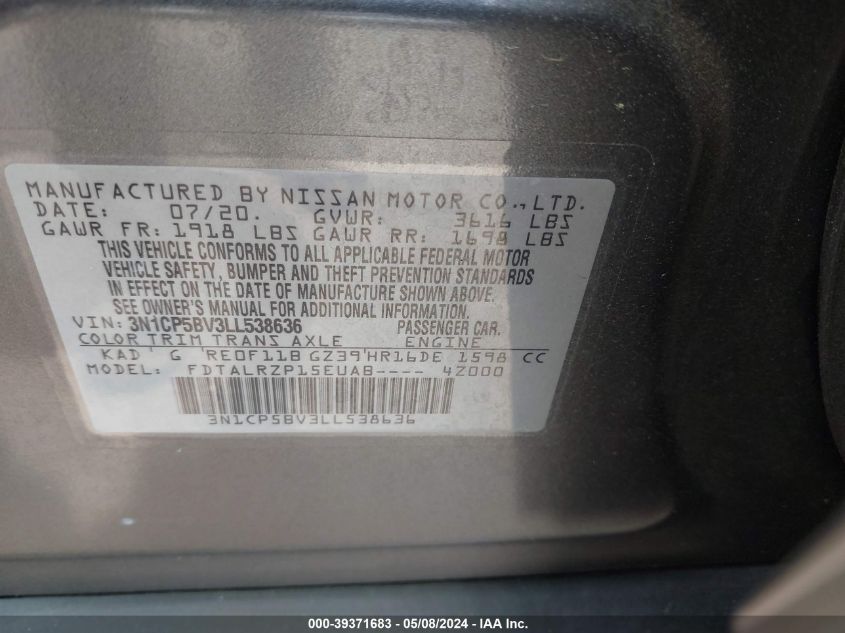 MANUFACTURED BY NISSAN MOTOR CO., LTD.
DATE: 07/20. GVWR: 3616 LBS
GAWR FR: 1918 LBS GAWR RR: 1698 LBS
THIS VEHICLE CONFORMS TO ALL APPLICABLE FEDERAL MOTOR
VEHICLE SAFETY, BUMPER AND THEFT PREVENTION STANDARDS
IN EFFECT ON THE DATE OF MANUFACTURE SHOWN ABOVE.
SEE OWNER'S MANUAL FOR ADDITIONAL INFORMATION.
VIN: 3N1CP5BV3LL538636 PASSENGER CAR.
COLOR TRIM TRANS AXLE ENGINE
KAD G RE0F11B GZ39 HR16DE 1598 CC
MODEL: FDTALRZP15EUAB---- 4Z000
3N1CP5BV3LL538636
000-39371683 - 05/08/2024 - IAA Inc.